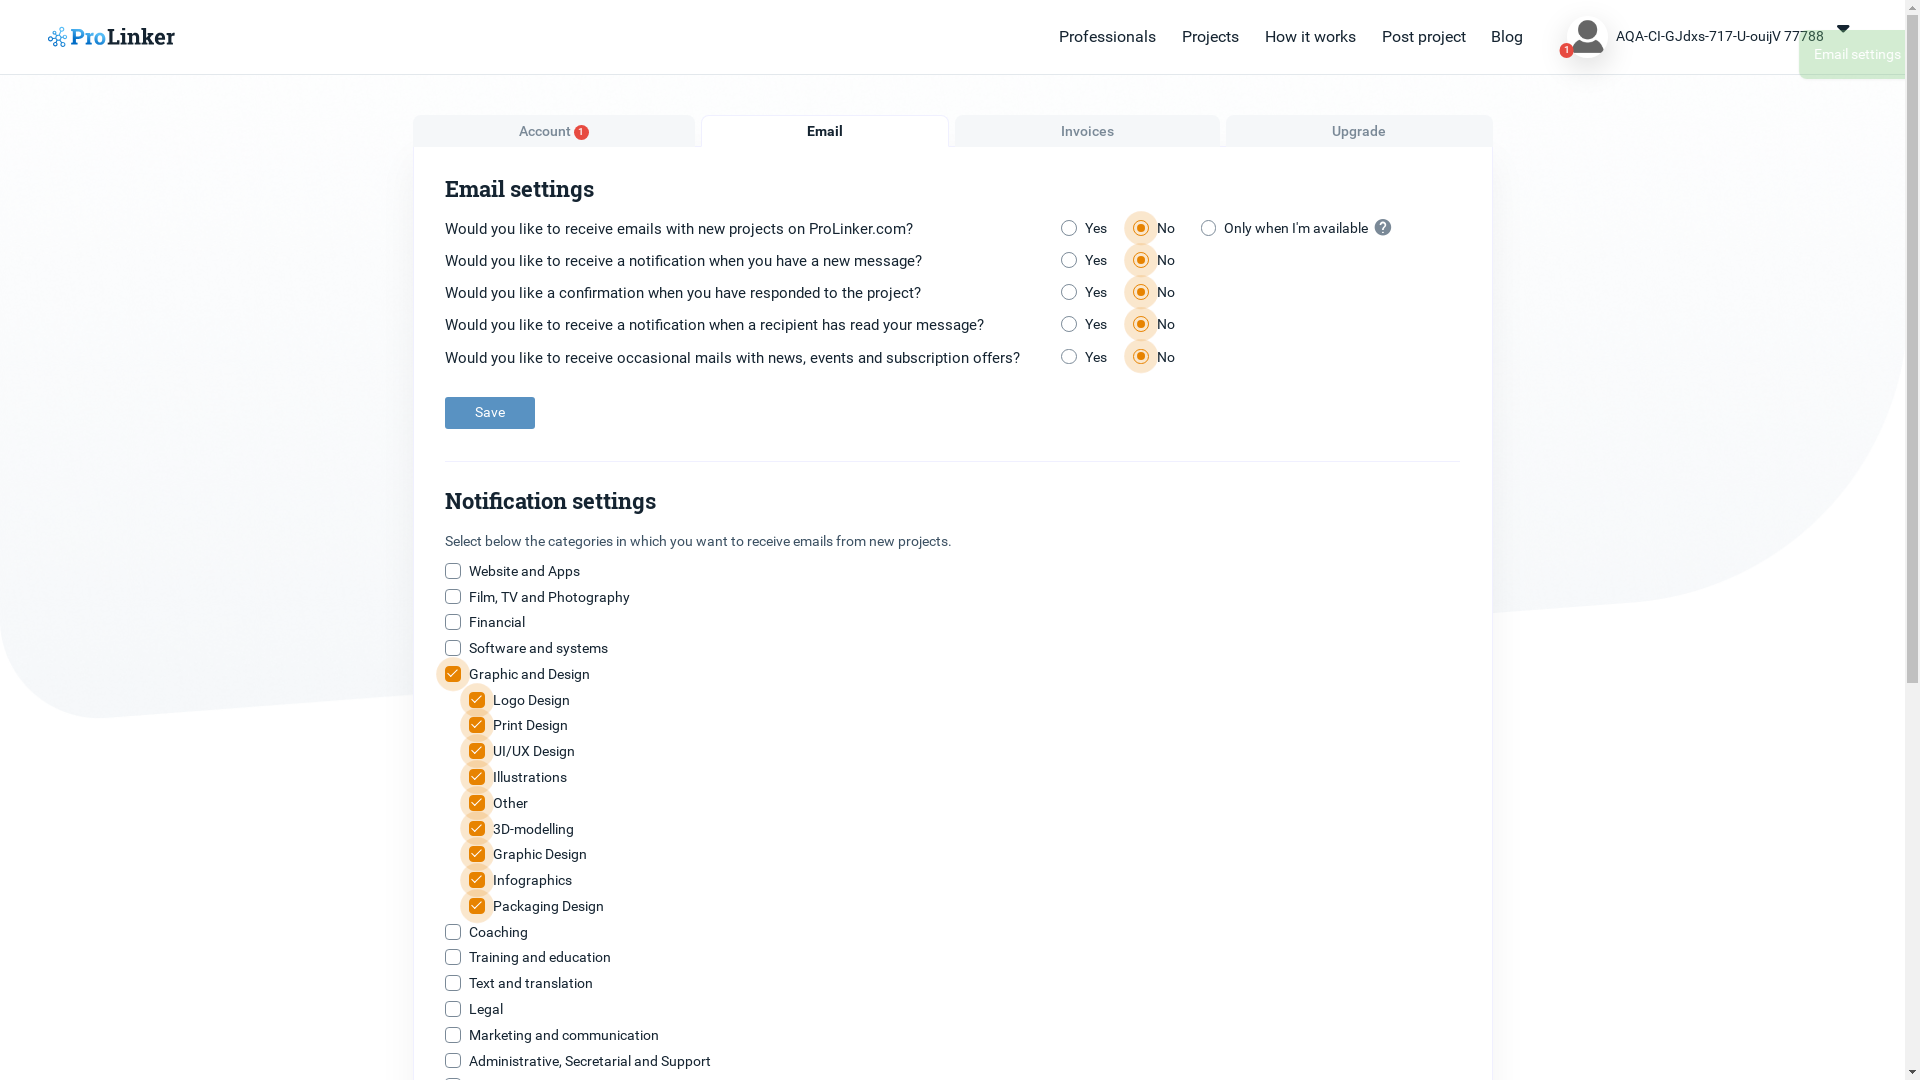 ProLinker
Professionals Projects How it works Post project Blog 1 AQA-CI-GJdxs-717-U-ouijV 77788
Email settings
Account 1 Email Invoices Upgrade
Email settings
Would you like to receive emails with new projects on ProLinker.com? Yes No Only when I'm available ?
Would you like to receive a notification when you have a new message? Yes No
Would you like a confirmation when you have responded to the project? Yes No
Would you like to receive a notification when a recipient has read your message? Yes No
Would you like to receive occasional mails with news, events and subscription offers? Yes No
Save
Notification settings
Select below the categories in which you want to receive emails from new projects.
Website and Apps
Film, TV and Photography
Financial
Software and systems
Graphic and Design
Logo Design
Print Design
UI/UX Design
Illustrations
Other
3D-modelling
Graphic Design
Infographics
Packaging Design
Coaching
Training and education
Text and translation
Legal
Marketing and communication
Administrative, Secretarial and Support